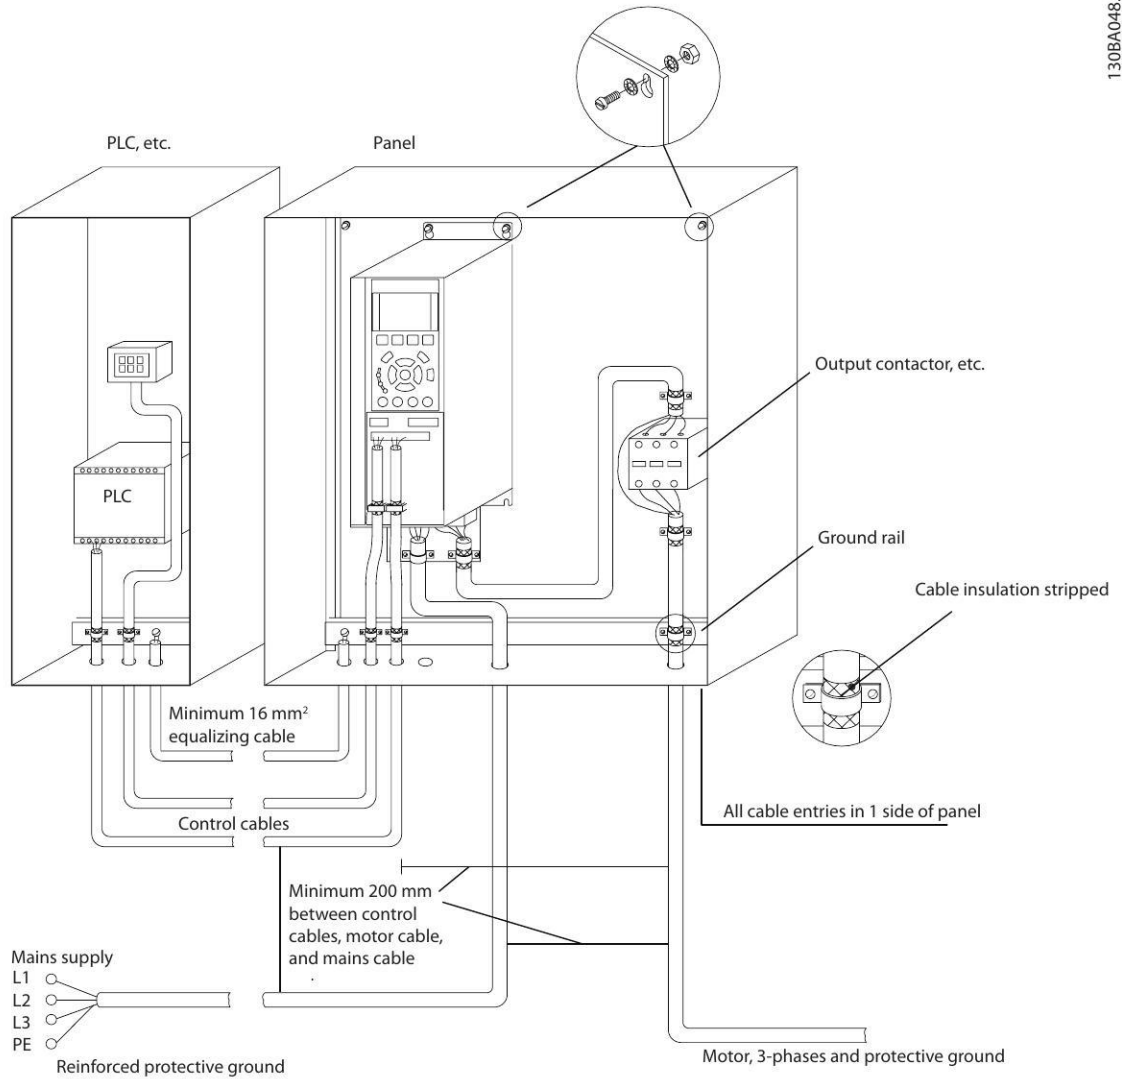 130BA048.
PLC, etc.
Panel
Output contactor, etc.
PLC
Ground rail
Cable insulation stripped
Minimum 16 mm²
equalizing cable
All cable entries in 1 side of panel
Control cables
Minimum 200 mm
between control
cables, motor cable,
and mains cable
Mains supply
L1
L2
L3
PE
Reinforced protective ground
Motor, 3-phases and protective ground